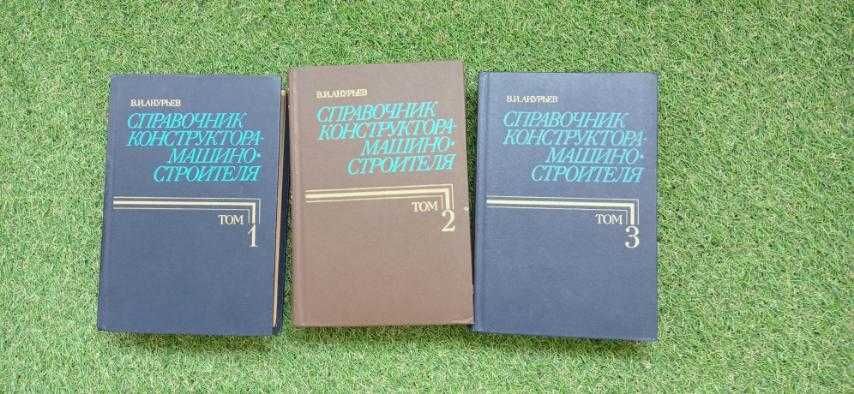 В.И.АНУРЬЕВ
СПРАВОЧНИК
КОНСТРУКТОРА-
МАШИНО-
СТРОИТЕЛЯ
ТОМ 1
В.И.АНУРЬЕВ
СПРАВОЧНИК
КОНСТРУКТОРА-
МАШИНО-
СТРОИТЕЛЯ
ТОМ 2
В.И.АНУРЬЕВ
СПРАВОЧНИК
КОНСТРУКТОРА-
МАШИНО-
СТРОИТЕЛЯ
ТОМ 3